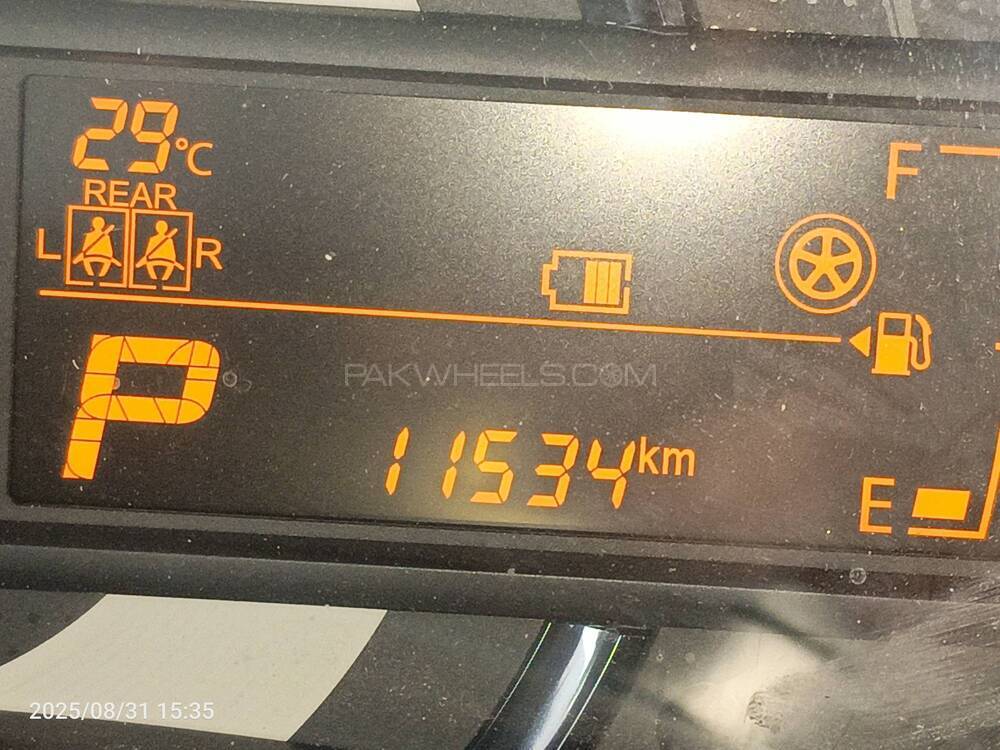 29°C
F
REAR
L R
P
PAKWHEELS.COM
11534km
E
2025/08/31 15:35